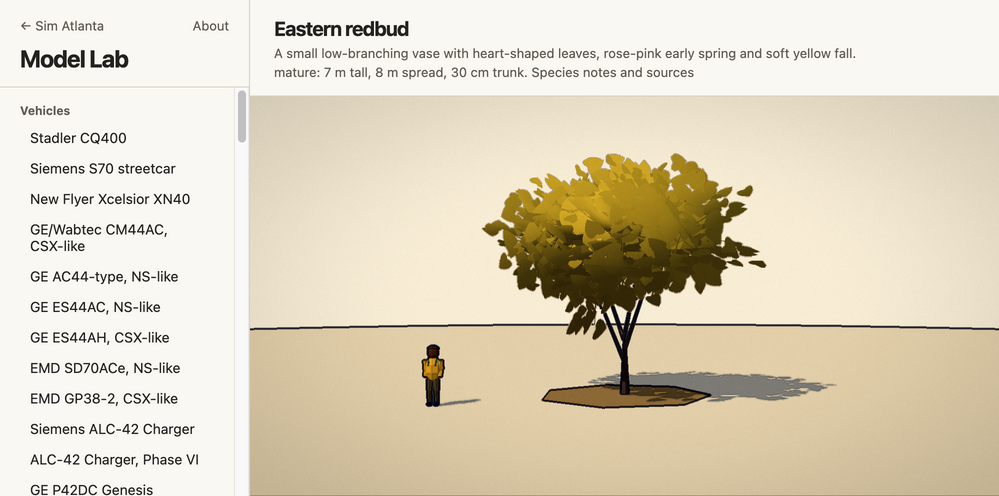 ← Sim Atlanta
About
Model Lab
Vehicles
Stadler CQ400
Siemens S70 streetcar
New Flyer Xcelsior XN40
GE/Wabtec CM44AC,
CSX-like
GE AC44-type, NS-like
GE ES44AC, NS-like
GE ES44AH, CSX-like
EMD SD70ACe, NS-like
EMD GP38-2, CSX-like
Siemens ALC-42 Charger
ALC-42 Charger, Phase VI
GE P42DC Genesis
Eastern redbud
A small low-branching vase with heart-shaped leaves, rose-pink early spring and soft yellow fall.
mature: 7 m tall, 8 m spread, 30 cm trunk. Species notes and sources